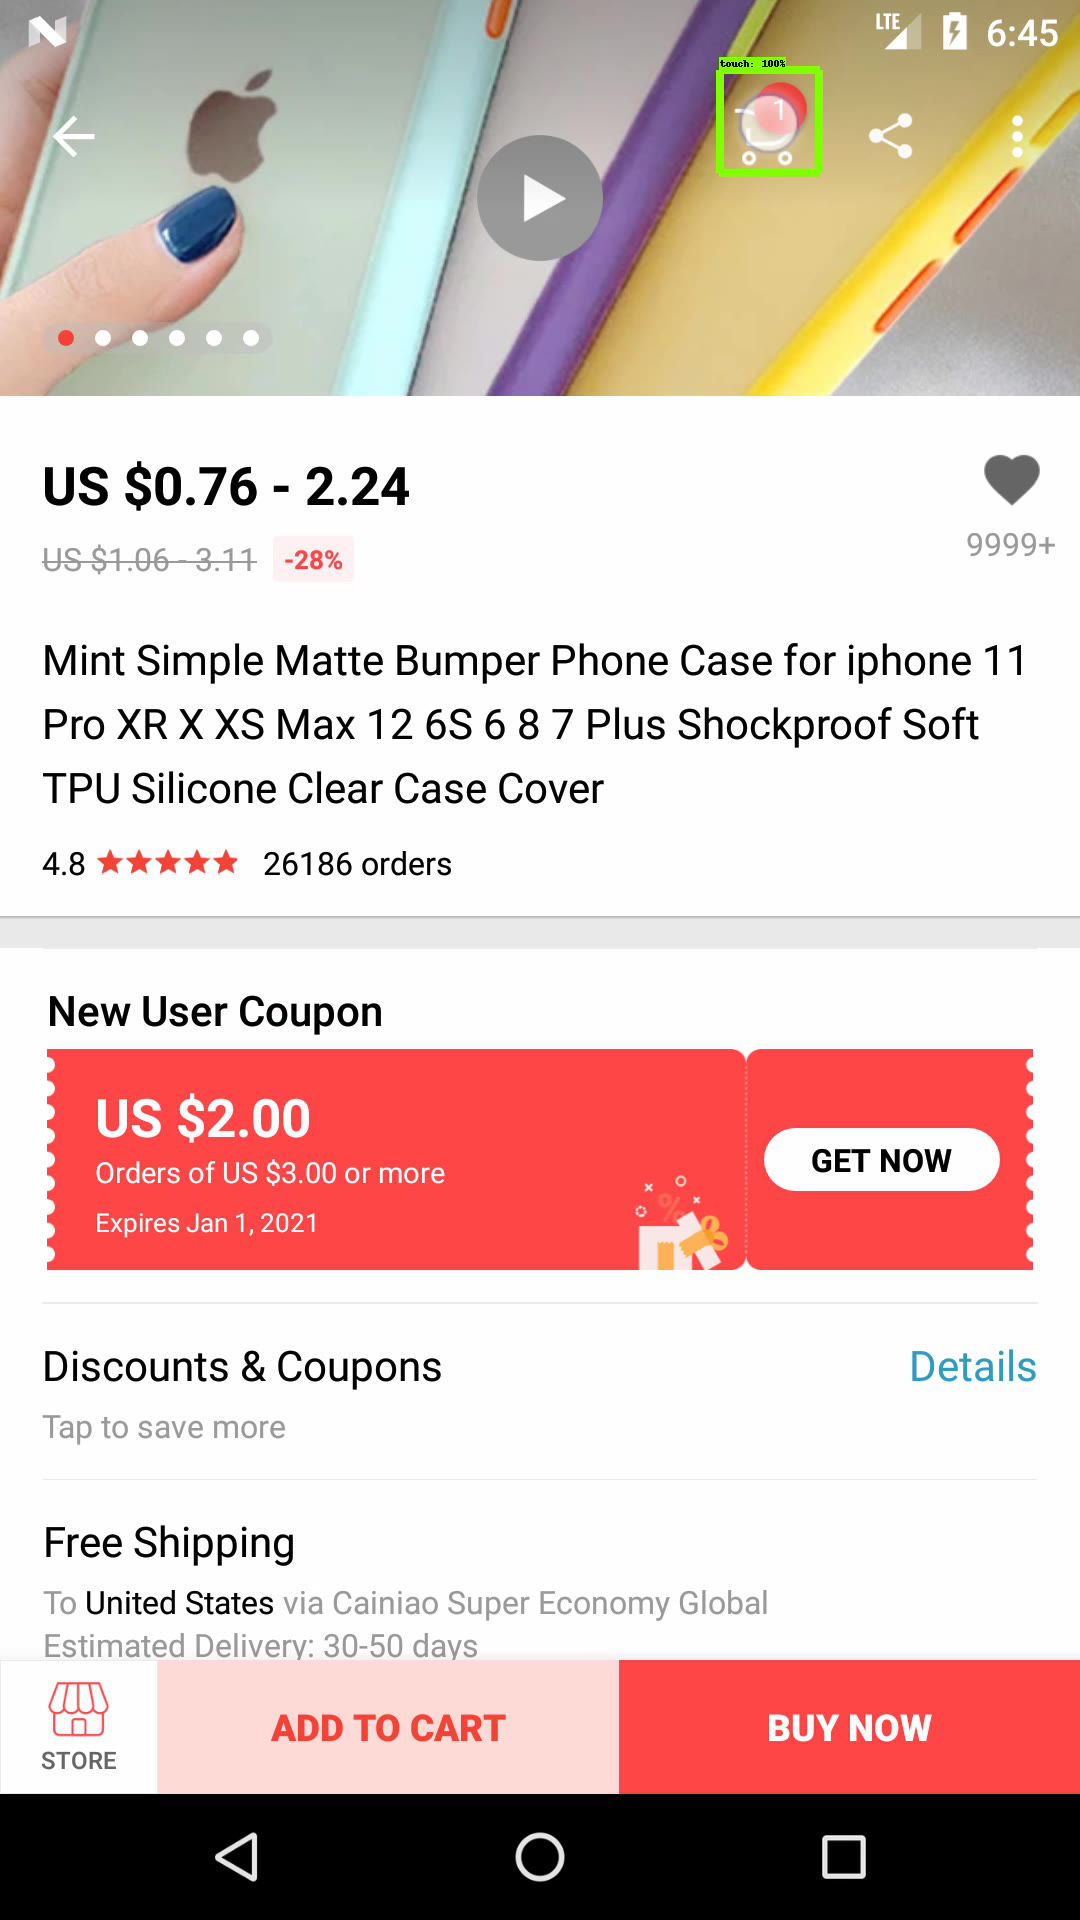 LTE 6:45
touch: 100%
1
US $0.76 - 2.24
9999+
US $1.06 - 3.11 -28%
Mint Simple Matte Bumper Phone Case for iphone 11
Pro XR X XS Max 12 6S 6 8 7 Plus Shockproof Soft
TPU Silicone Clear Case Cover
4.8 26186 orders
New User Coupon
US $2.00
Orders of US $3.00 or more
Expires Jan 1, 2021
%
GET NOW
Discounts & Coupons Details
Tap to save more
Free Shipping
To United States via Cainiao Super Economy Global
Estimated Delivery: 30-50 days
STORE
ADD TO CART
BUY NOW